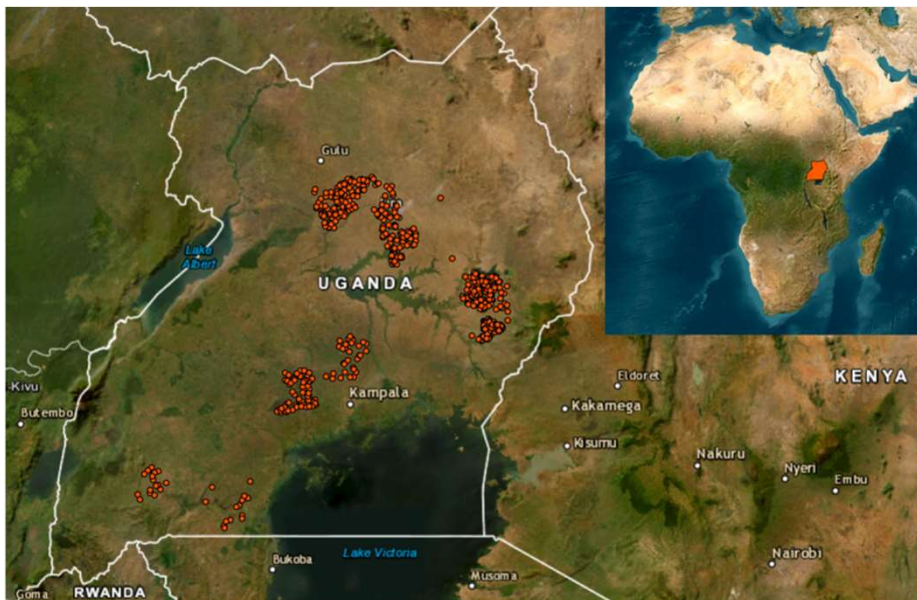 Gulu
Lake
Albert
UGANDA
-Kivu
Butembo
Kampala
Eldoret
KENYA
Kakamega
Kisumu
Nakuru
Nyeri
Embu
Nairobi
Lake Victoria
Bukoba
Musoma
Goma
RWANDA